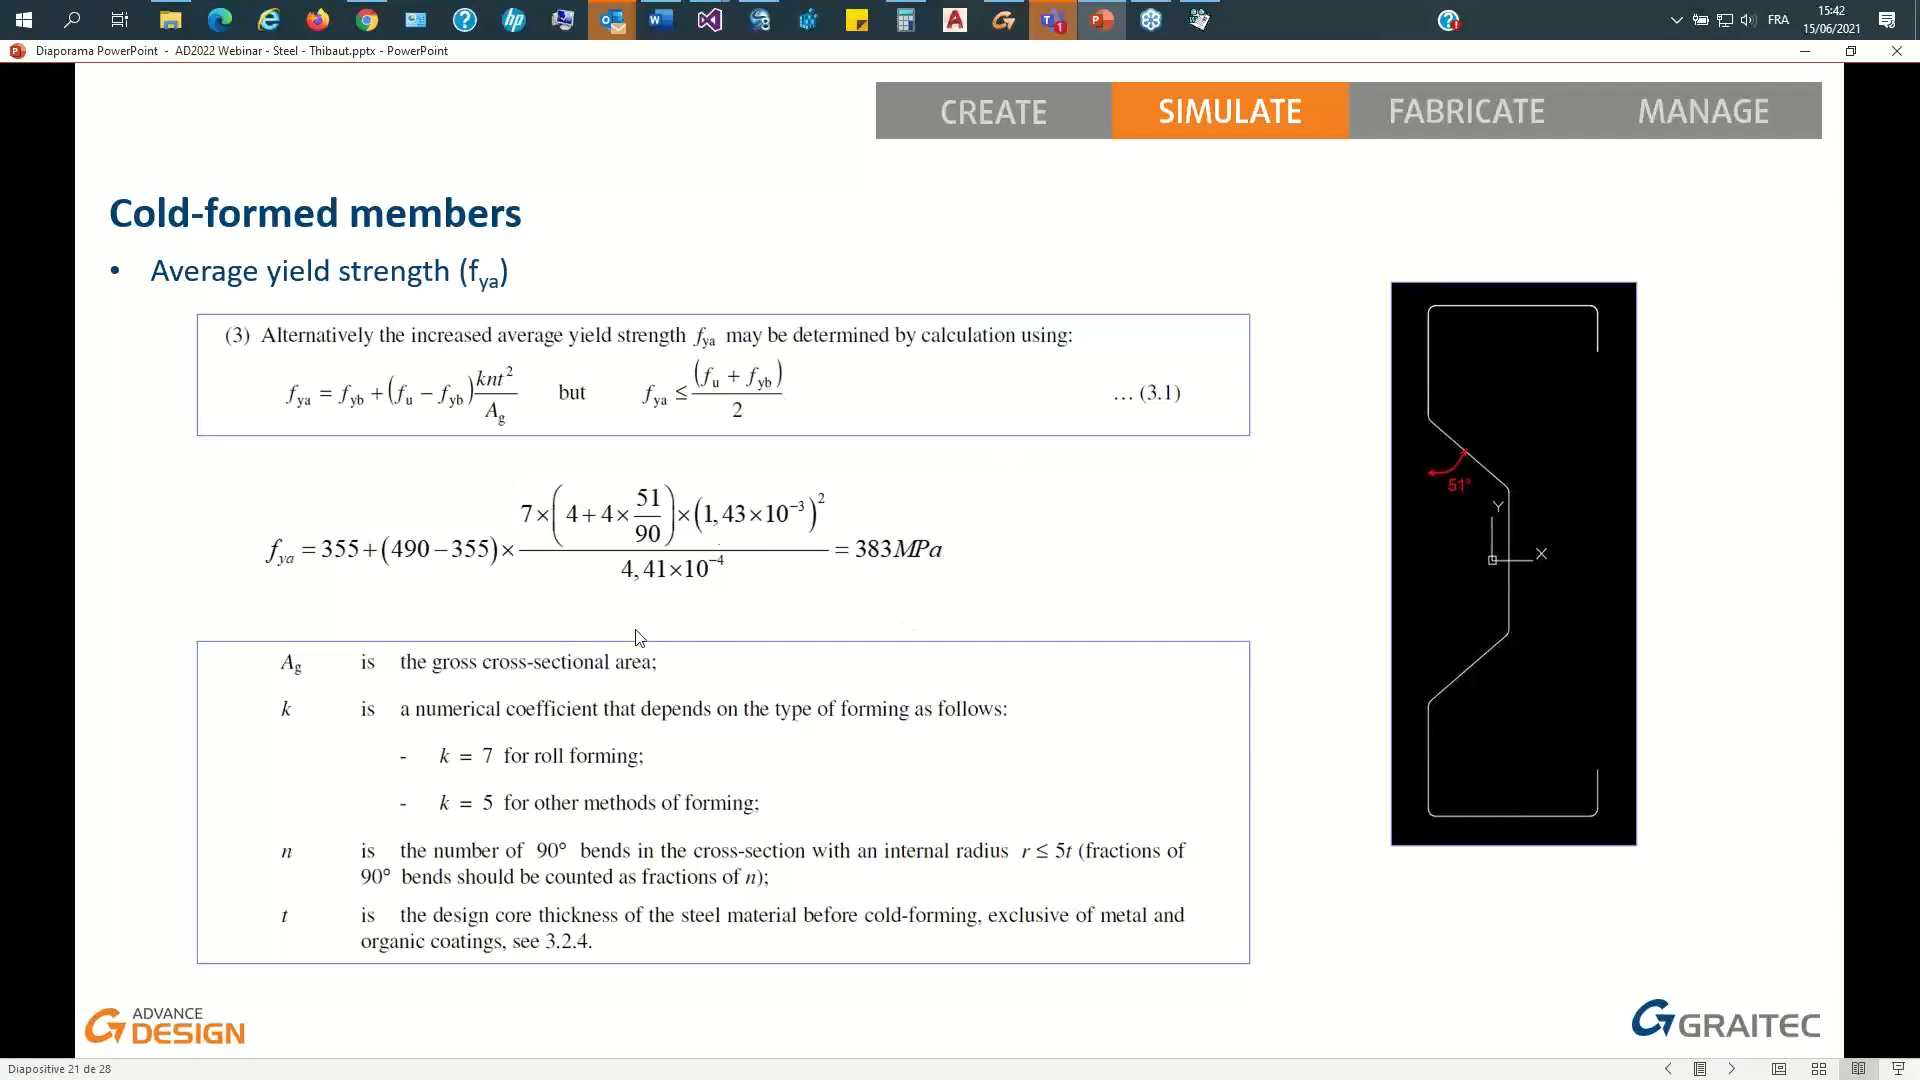 15:42
FRA
15/06/2021
Diaporama PowerPoint - AD2022 Webinar - Steel - Thibaut.pptx - PowerPoint
CREATE SIMULATE FABRICATE MANAGE
Cold-formed members
• Average yield strength (fya)
(3) Alternatively the increased average yield strength fya may be determined by calculation using:
fya = fyb + (fu − fyb) knt² / Ag but fya ≤ (fu + fyb) / 2 … (3.1)
fya = 355 + (490 − 355) × 7 × (4 + 4 × 51/90) × (1,43 × 10⁻³)² / 4,41 × 10⁻⁴ = 383 MPa
51°
Y
X
Ag is the gross cross-sectional area;
k is a numerical coefficient that depends on the type of forming as follows:
- k = 7 for roll forming;
- k = 5 for other methods of forming;
n is the number of 90° bends in the cross-section with an internal radius r ≤ 5t (fractions of
90° bends should be counted as fractions of n);
t is the design core thickness of the steel material before cold-forming, exclusive of metal and
organic coatings, see 3.2.4.
ADVANCE
DESIGN
GRAITEC
Diapositive 21 de 28